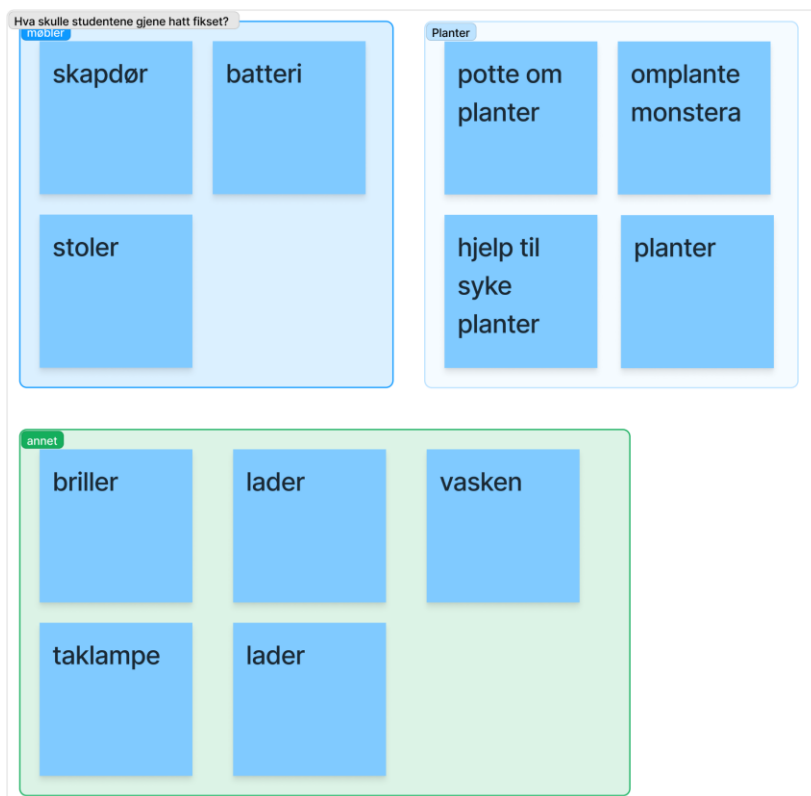 Hva skulle studentene gjene hatt fikset?
møbler
skapdør
batteri
stoler
Planter
potte om
planter
omplante
monstera
hjelp til
syke
planter
planter
annet
briller
lader
vasken
taklampe
lader